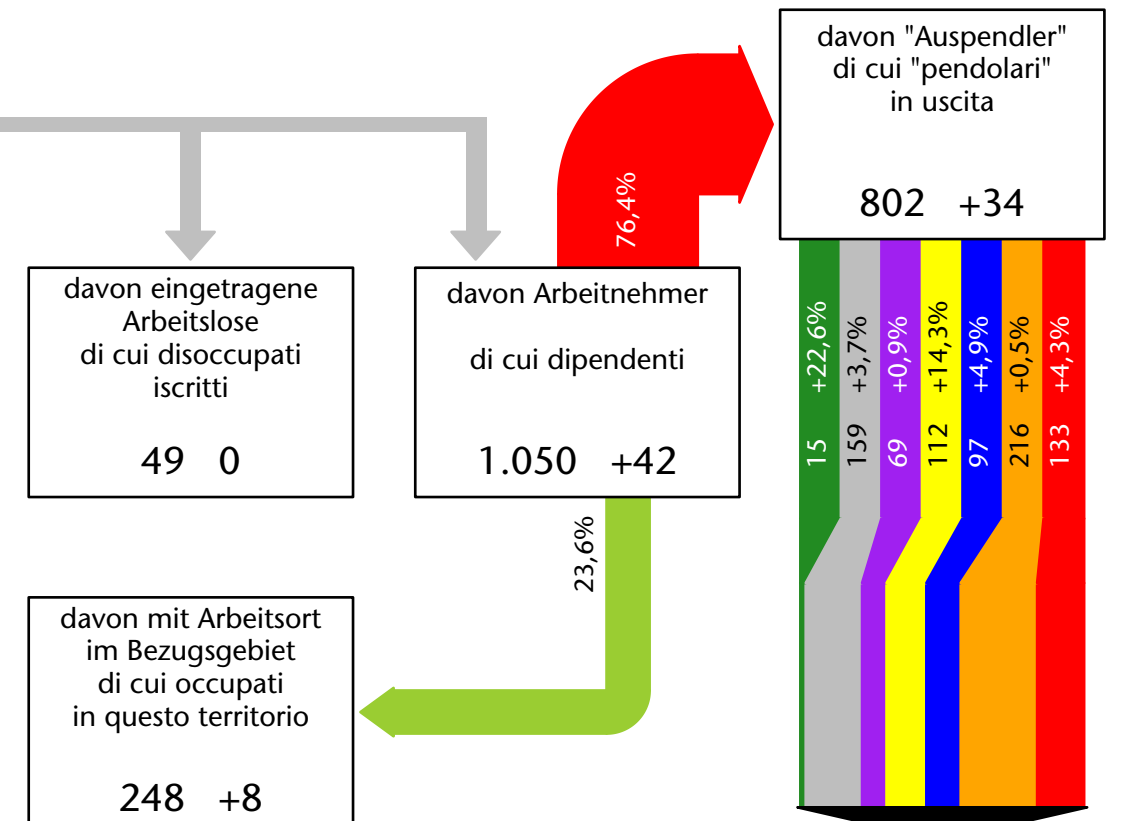 davon "Auspendler"
di cui "pendolari"
in uscita
802 +34
76,4%
davon eingetragene
Arbeitslose
di cui disoccupati
iscritti
49 0
davon Arbeitnehmer
di cui dipendenti
1.050 +42
15 +22,6%
159 +3,7%
69 +0,9%
112 +14,3%
97 +4,9%
216 +0,5%
133 +4,3%
23,6%
davon mit Arbeitsort
im Bezugsgebiet
di cui occupati
in questo territorio
248 +8